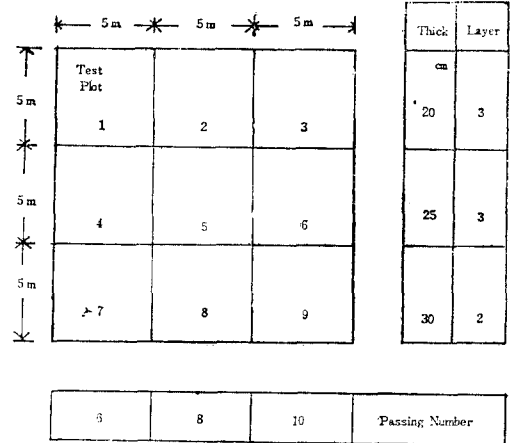 5 m 5 m 5 m
Thick Layer
cm
5 m
Test
Plot
1 2 3
20 3
5 m
4 5 6
25 3
5 m
7 8 9
30 2
6 8 10 Passing Number